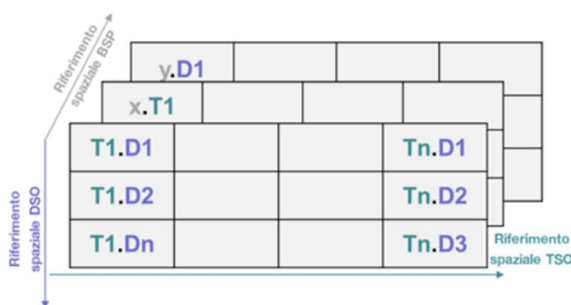 Riferimento
spaziale BSP
y.D1
x.T1
T1.D1 Tn.D1
T1.D2 Tn.D2
T1.Dn Tn.D3
Riferimento
spaziale DSO
Riferimento
spaziale TSO